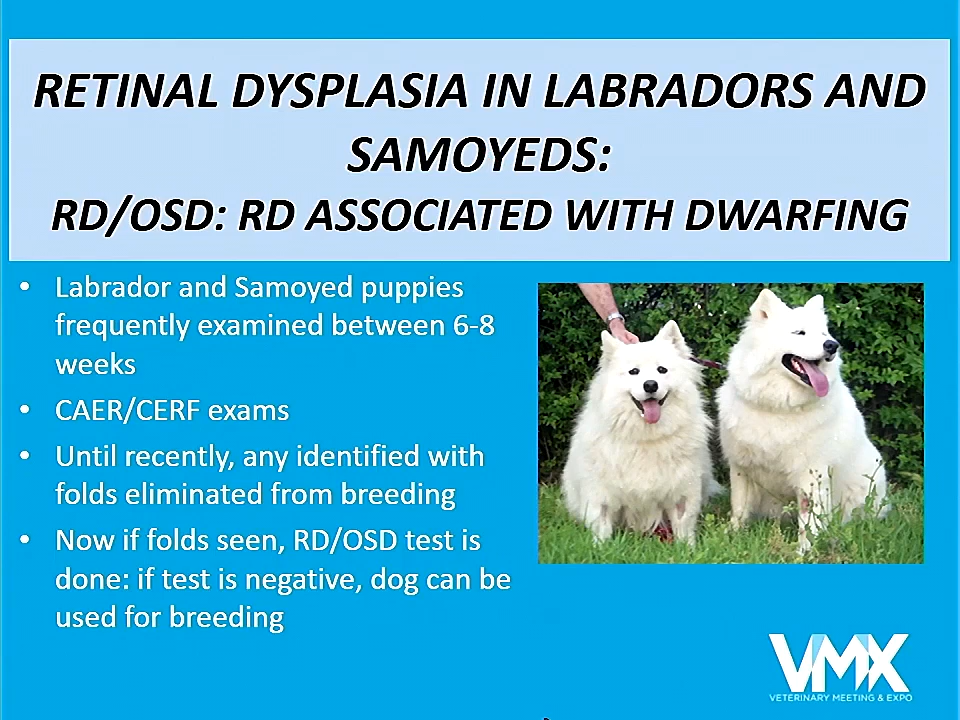 RETINAL DYSPLASIA IN LABRADORS AND
SAMOYEDS:
RD/OSD: RD ASSOCIATED WITH DWARFING
• Labrador and Samoyed puppies
frequently examined between 6-8
weeks
• CAER/CERF exams
• Until recently, any identified with
folds eliminated from breeding
• Now if folds seen, RD/OSD test is
done: if test is negative, dog can be
used for breeding
VMX
VETERINARY MEETING & EXPO